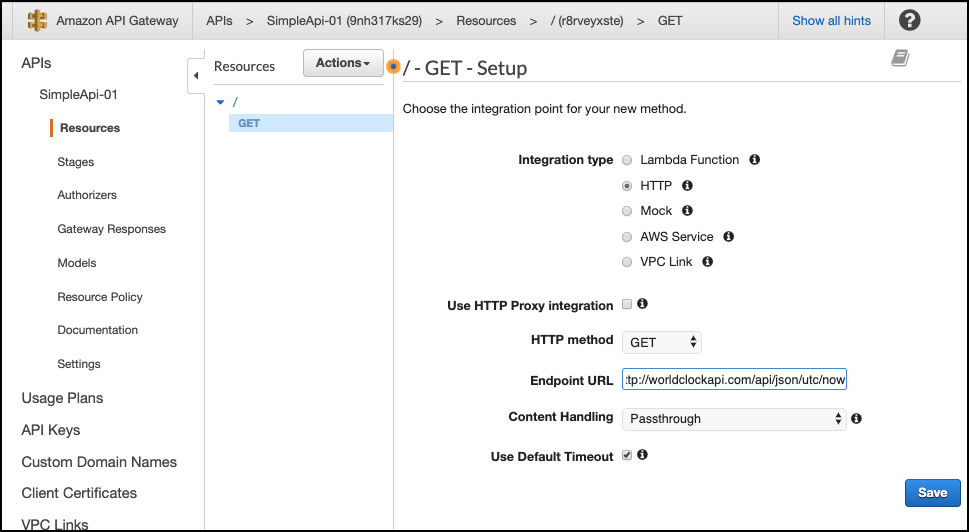 Amazon API Gateway APIs > SimpleApi-01 (9nh317ks29) > Resources > / (r8rveyxste) > GET Show all hints ?
APIs
SimpleApi-01
Resources
Stages
Authorizers
Gateway Responses
Models
Resource Policy
Documentation
Settings
Usage Plans
API Keys
Custom Domain Names
Client Certificates
VPC Links
Resources Actions
/
GET
/ - GET - Setup
Choose the integration point for your new method.
Integration type Lambda Function
HTTP
Mock
AWS Service
VPC Link
Use HTTP Proxy integration
HTTP method GET
Endpoint URL :tp://worldclockapi.com/api/json/utc/now
Content Handling Passthrough
Use Default Timeout
Save